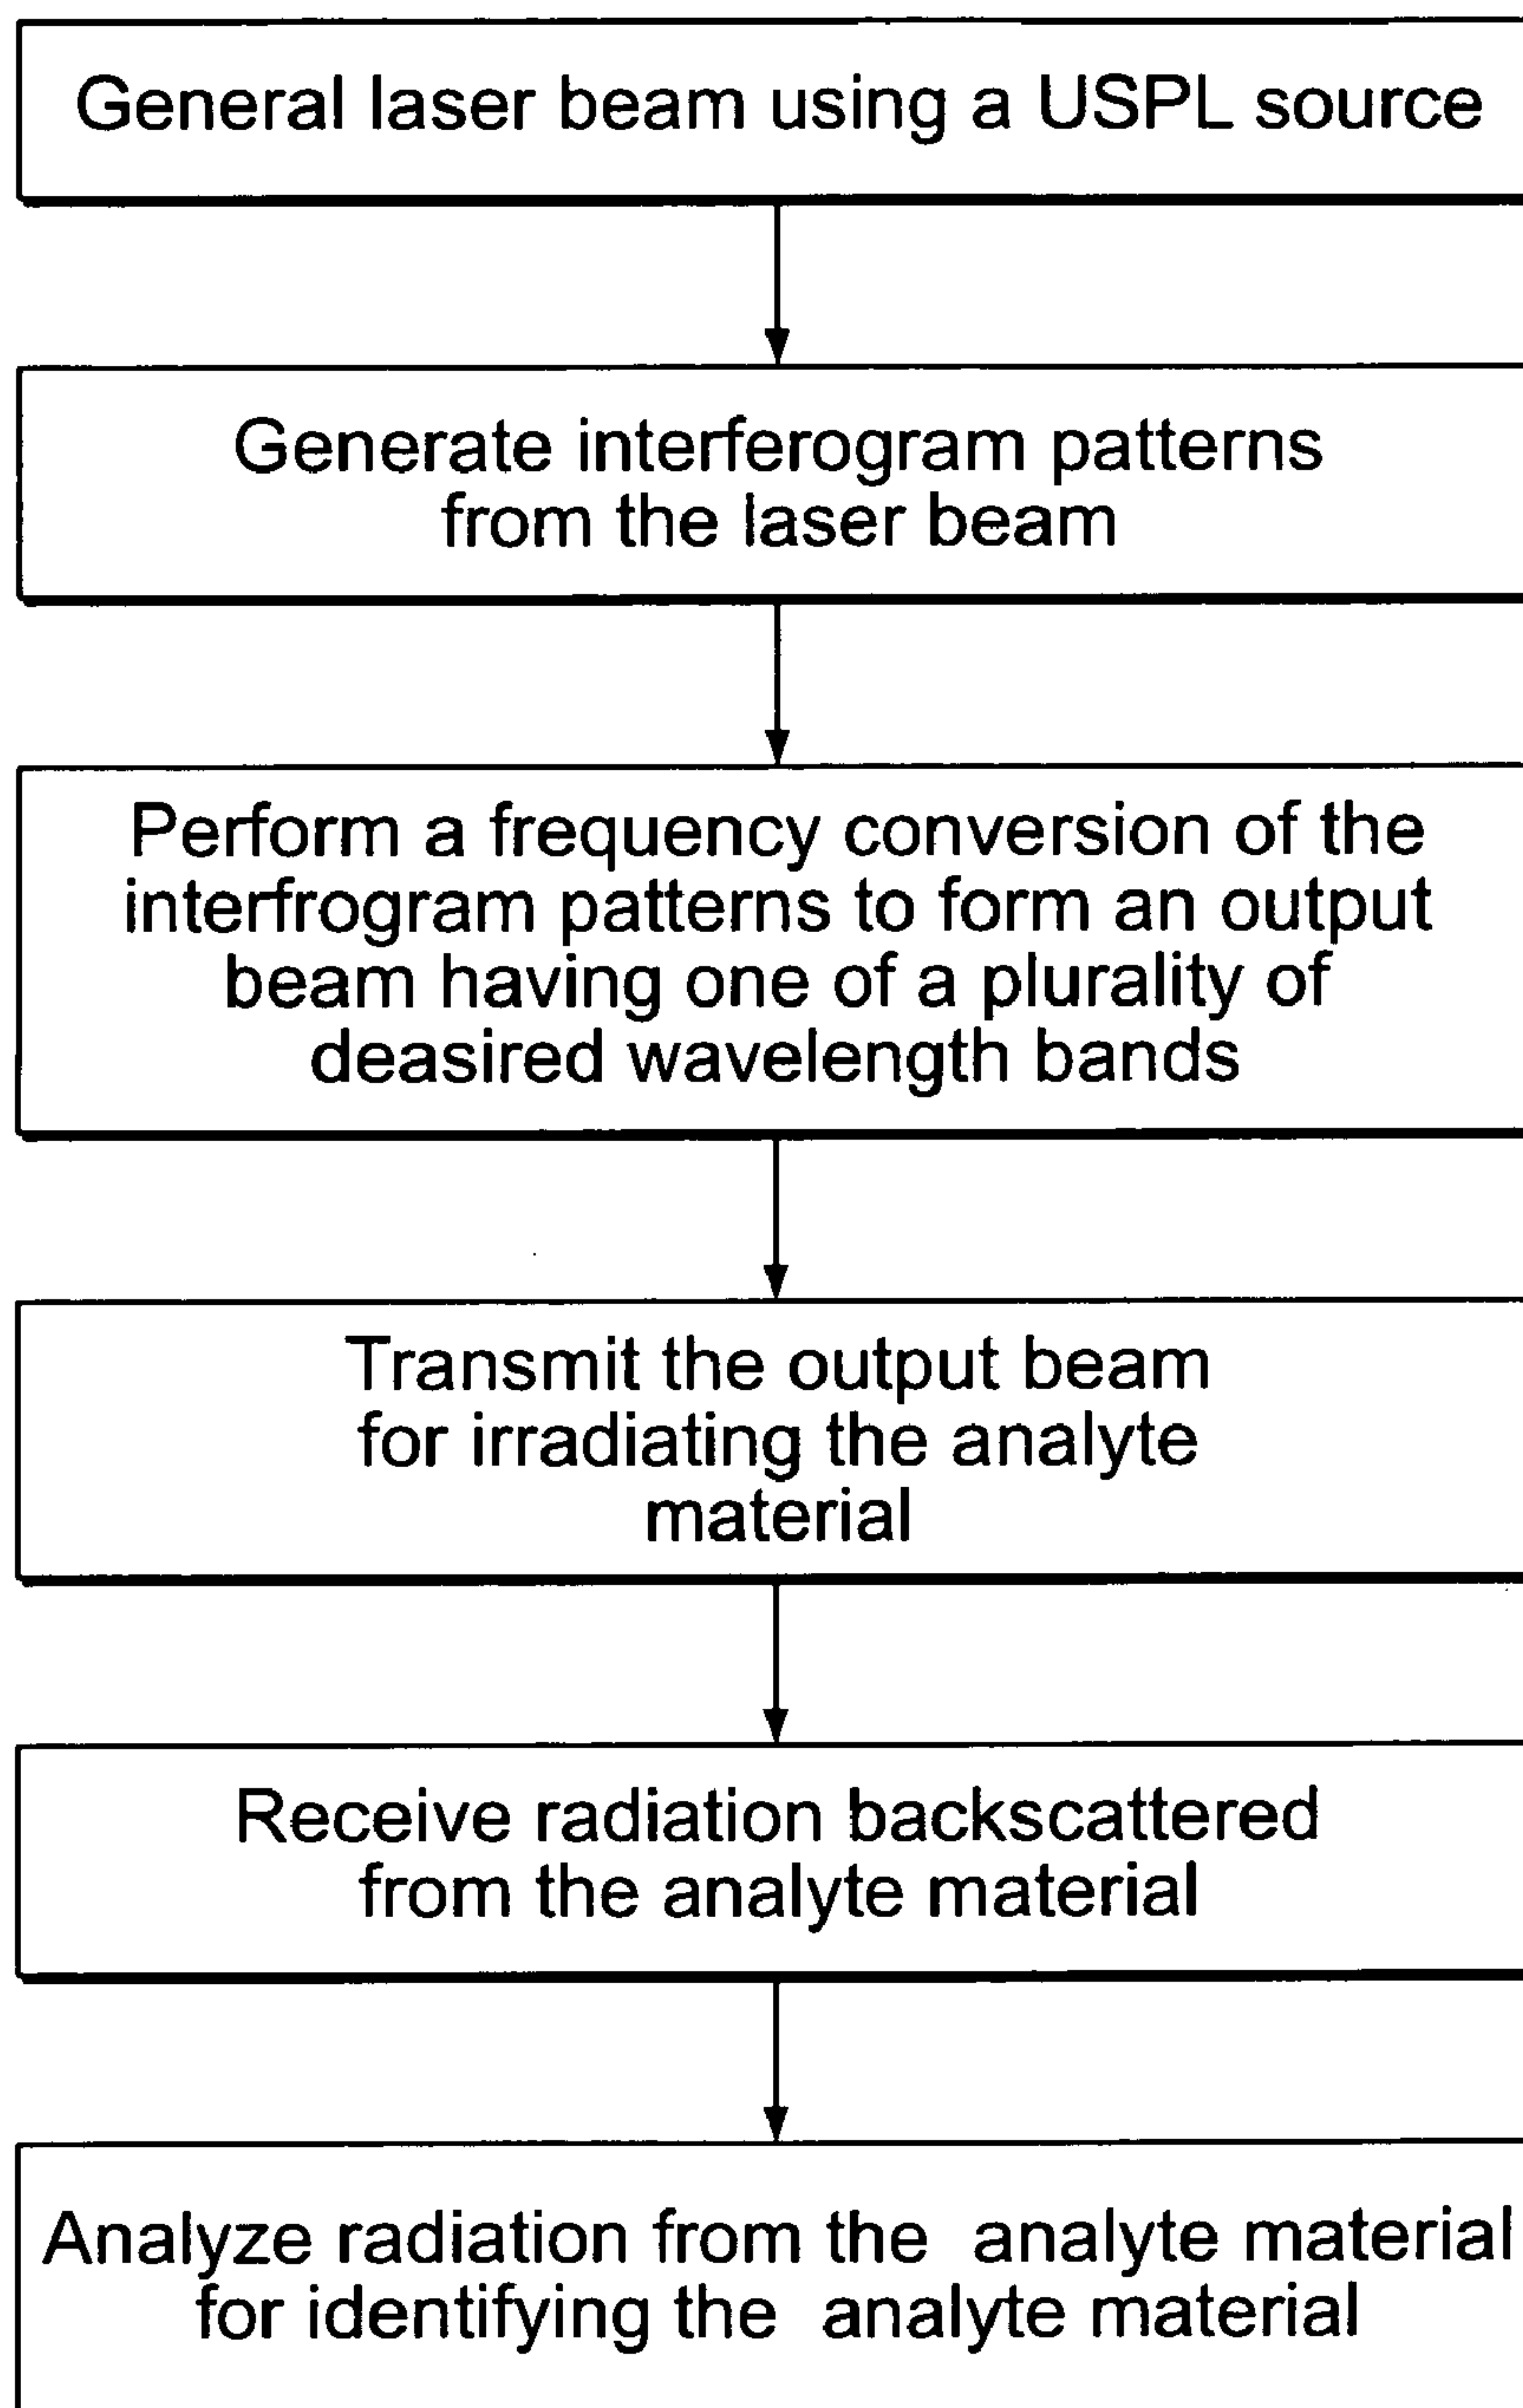 General laser beam using a USPL source
Generate interferogram patterns
from the laser beam
Perform a frequency conversion of the
interfrogram patterns to form an output
beam having one of a plurality of
deasired wavelength bands
Transmit the output beam
for irradiating the analyte
material
Receive radiation backscattered
from the analyte material
Analyze radiation from the analyte material
for identifying the analyte material